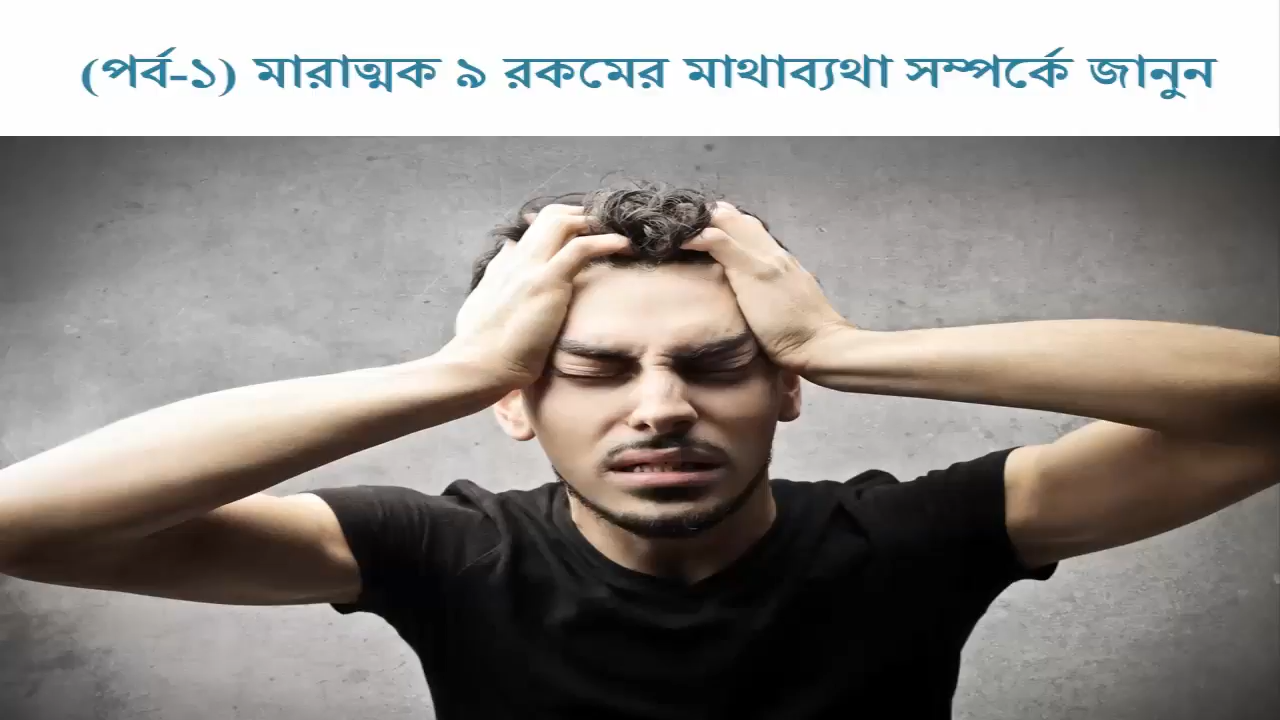 (পর্ব-১) মারাত্মক ৯ রকমের মাথাব্যথা সম্পর্কে জানুন